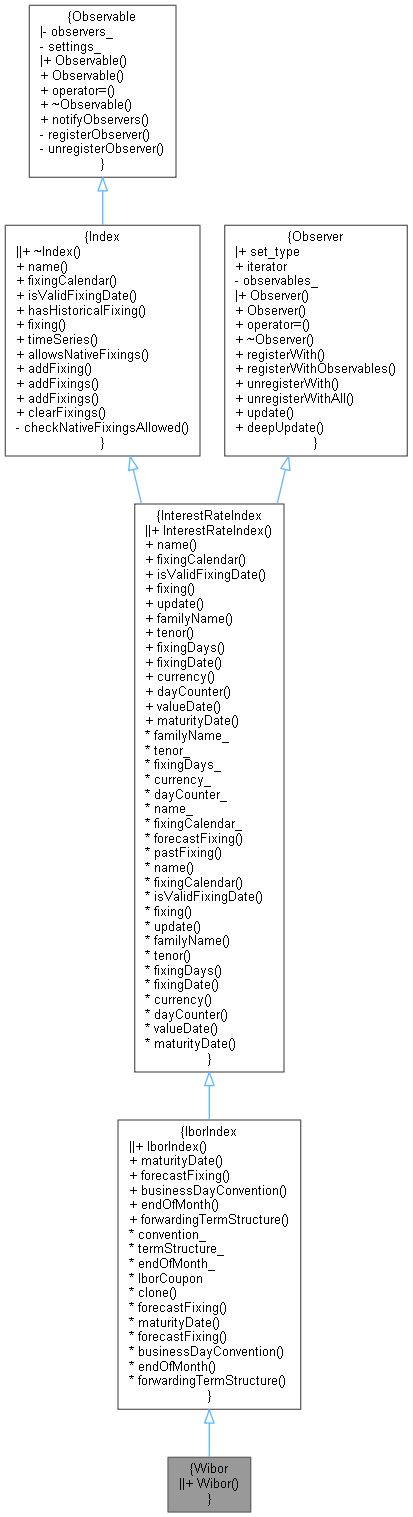 {Observable
|- observers_
- settings_
|+ Observable()
+ Observable()
+ operator=()
+ ~Observable()
+ notifyObservers()
- registerObserver()
- unregisterObserver()
}
{Index
||+ ~Index()
+ name()
+ fixingCalendar()
+ isValidFixingDate()
+ hasHistoricalFixing()
+ fixing()
+ timeSeries()
+ allowsNativeFixings()
+ addFixing()
+ addFixings()
+ addFixings()
+ clearFixings()
- checkNativeFixingsAllowed()
}
{Observer
|+ set_type
+ iterator
- observables_
|+ Observer()
+ Observer()
+ operator=()
+ ~Observer()
+ registerWith()
+ registerWithObservables()
+ unregisterWith()
+ unregisterWithAll()
+ update()
+ deepUpdate()
}
{InterestRateIndex
||+ InterestRateIndex()
+ name()
+ fixingCalendar()
+ isValidFixingDate()
+ fixing()
+ update()
+ familyName()
+ tenor()
+ fixingDays()
+ fixingDate()
+ currency()
+ dayCounter()
+ valueDate()
+ maturityDate()
* familyName_
* tenor_
* fixingDays_
* currency_
* dayCounter_
* name_
* fixingCalendar_
* forecastFixing()
* pastFixing()
* name()
* fixingCalendar()
* isValidFixingDate()
* fixing()
* update()
* familyName()
* tenor()
* fixingDays()
* fixingDate()
* currency()
* dayCounter()
* valueDate()
* maturityDate()
}
{IborIndex
||+ IborIndex()
+ maturityDate()
+ forecastFixing()
+ businessDayConvention()
+ endOfMonth()
+ forwardingTermStructure()
* convention_
* termStructure_
* endOfMonth_
* IborCoupon
* clone()
* forecastFixing()
* maturityDate()
* forecastFixing()
* businessDayConvention()
* endOfMonth()
* forwardingTermStructure()
}
{Wibor
||+ Wibor()
}